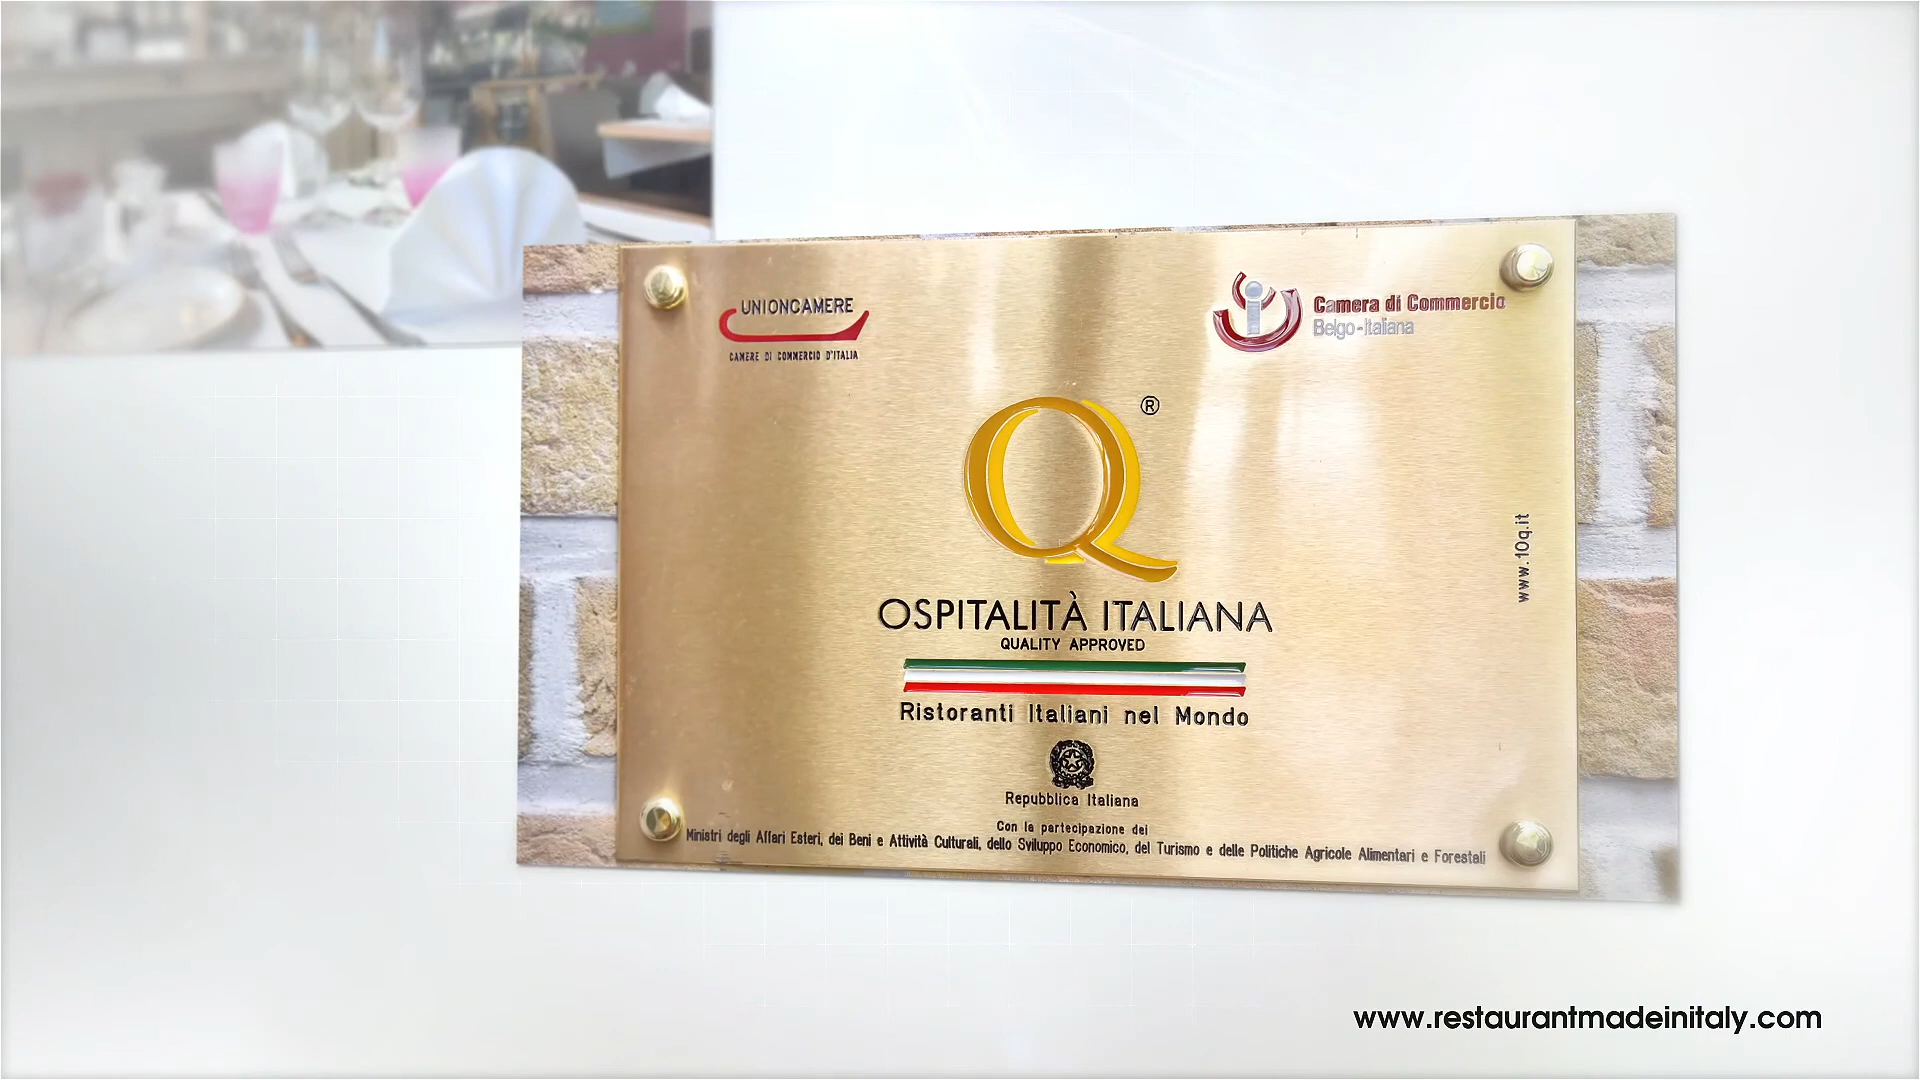 UNIONCAMERE
CAMERE DI COMMERCIO D'ITALIA
Camera di Commercio
Belgo-Italiana
Q ®
OSPITALITÀ ITALIANA
QUALITY APPROVED
www.10q.it
Ristoranti Italiani nel Mondo
Repubblica Italiana
Con la partecipazione dei
Ministri degli Affari Esteri, dei Beni e Attività Culturali, dello Sviluppo Economico, del Turismo e delle Politiche Agricole Alimentari e Forestali
www.restaurantmadeinitaly.com